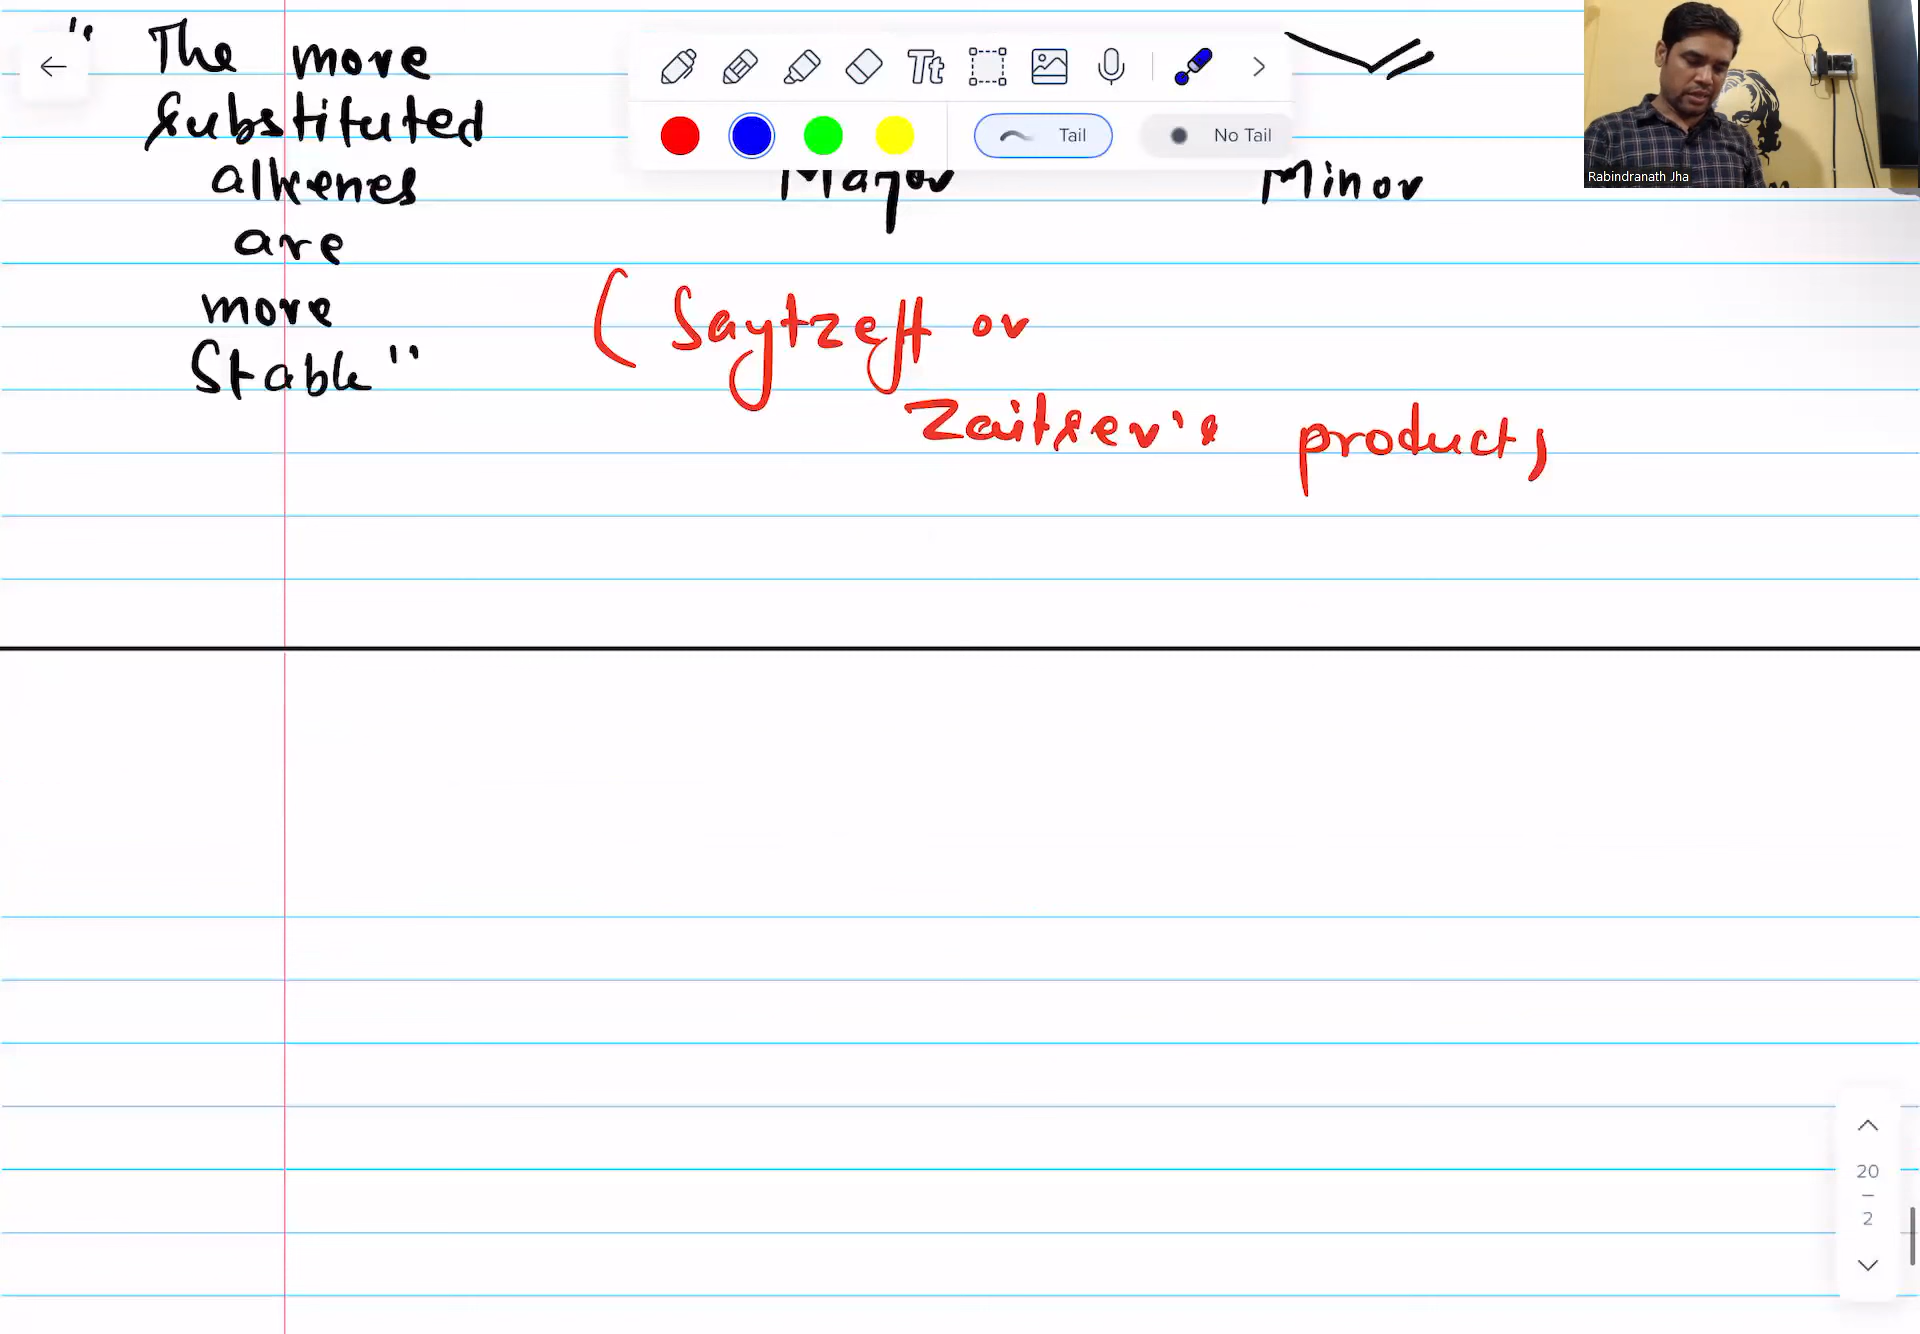 " The more
substituted
alkenes
are
more
Stable"
Tt
Tail
No Tail
Major
Minor
( Saytzeff or
Zaitsev's product)
Rabindranath Jha
20
2